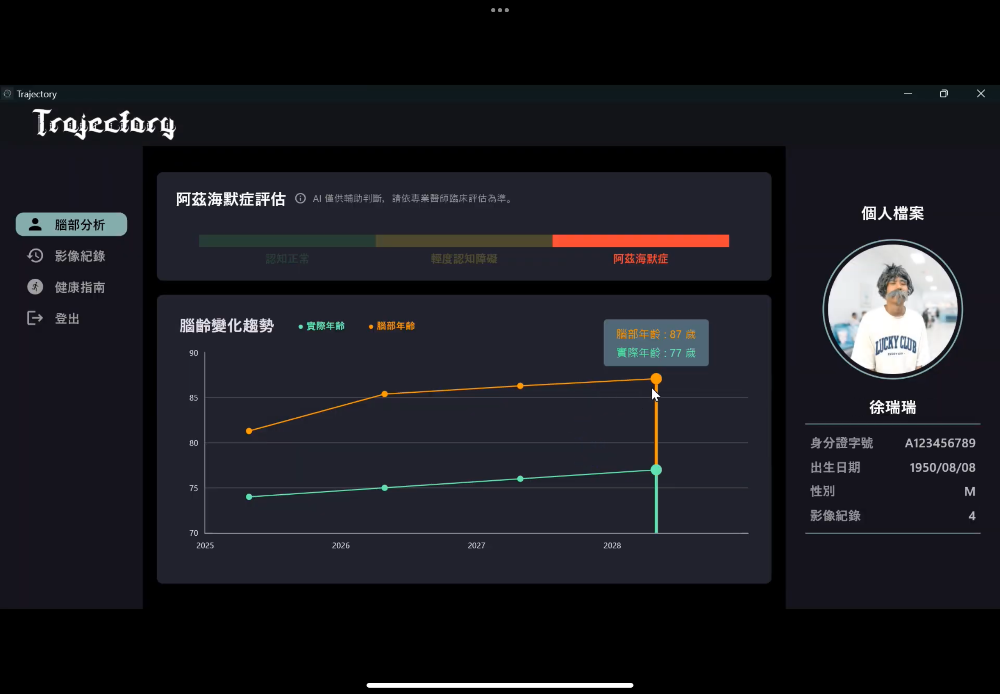 Trajectory
Trajectory
腦部分析
影像紀錄
健康指南
登出
阿茲海默症評估
AI 僅供輔助判斷，請依專業醫師臨床評估為準。
認知正常
輕度認知障礙
阿茲海默症
腦齡變化趨勢
實際年齡
腦部年齡
腦部年齡 : 87 歲
實際年齡 : 77 歲
90
85
80
75
70
2025
2026
2027
2028
個人檔案
LUCKY CLUB
EVERY DAY
徐瑞瑞
身分證字號 A123456789
出生日期 1950/08/08
性別 M
影像紀錄 4